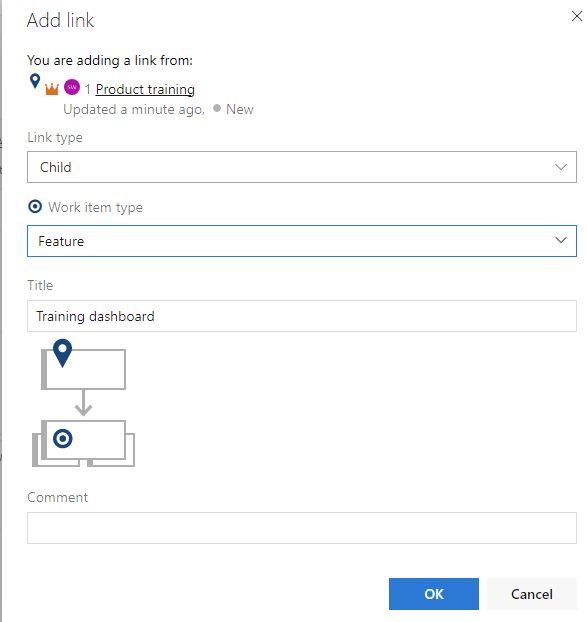 Add link
You are adding a link from:
SW 1 Product training
Updated a minute ago, New
Link type
Child
Work item type
Feature
Title
Training dashboard
Comment
OK Cancel